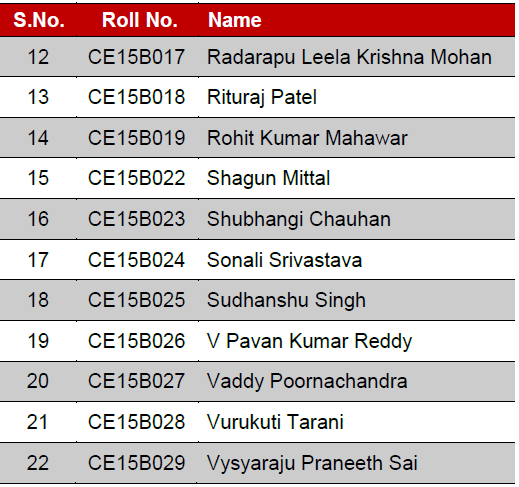 S.No. Roll No. Name
12 CE15B017 Radarapu Leela Krishna Mohan
13 CE15B018 Rituraj Patel
14 CE15B019 Rohit Kumar Mahawar
15 CE15B022 Shagun Mittal
16 CE15B023 Shubhangi Chauhan
17 CE15B024 Sonali Srivastava
18 CE15B025 Sudhanshu Singh
19 CE15B026 V Pavan Kumar Reddy
20 CE15B027 Vaddy Poornachandra
21 CE15B028 Vurukuti Tarani
22 CE15B029 Vysyaraju Praneeth Sai